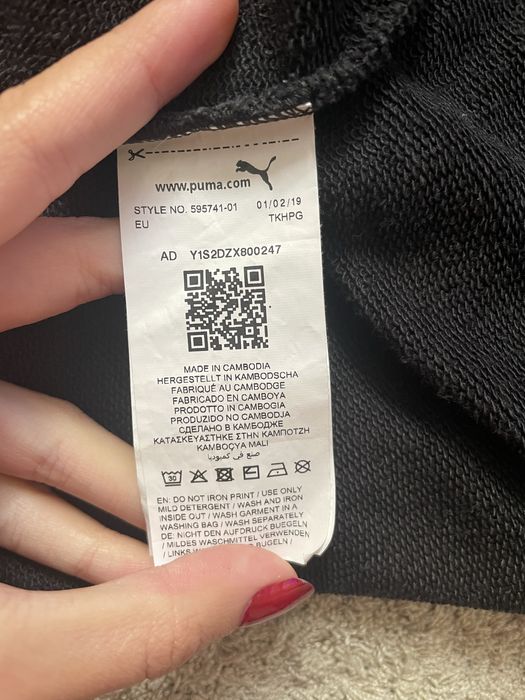 www.puma.com
STYLE NO. 595741-01 01/02/19
EU TKHPG
AD Y1S2DZX800247
MADE IN CAMBODIA
HERGESTELLT IN KAMBODSCHA
FABRIQUÉ AU CAMBODGE
FABRICADO EN CAMBOYA
PRODOTTO IN CAMBOGIA
PRODUZIDO NO CAMBODJA
СДЕЛАНО В КАМБОДЖЕ
ΚΑΤΑΣΚΕΥΑΣΤΗΚΕ ΣΤΗΝ ΚΑΜΠΟΤΖΗ
KAMBOÇYA MALI
صنع في كمبوديا
30
EN: DO NOT IRON PRINT / USE ONLY
MILD DETERGENT / WASH AND IRON
INSIDE OUT / WASH GARMENT IN A
WASHING BAG / WASH SEPARATELY
DE: NICHT DEN AUFDRUCK BUEGELN
/ MILDES WASCHMITTEL VERWENDEN
/ LINKS BUGELN /